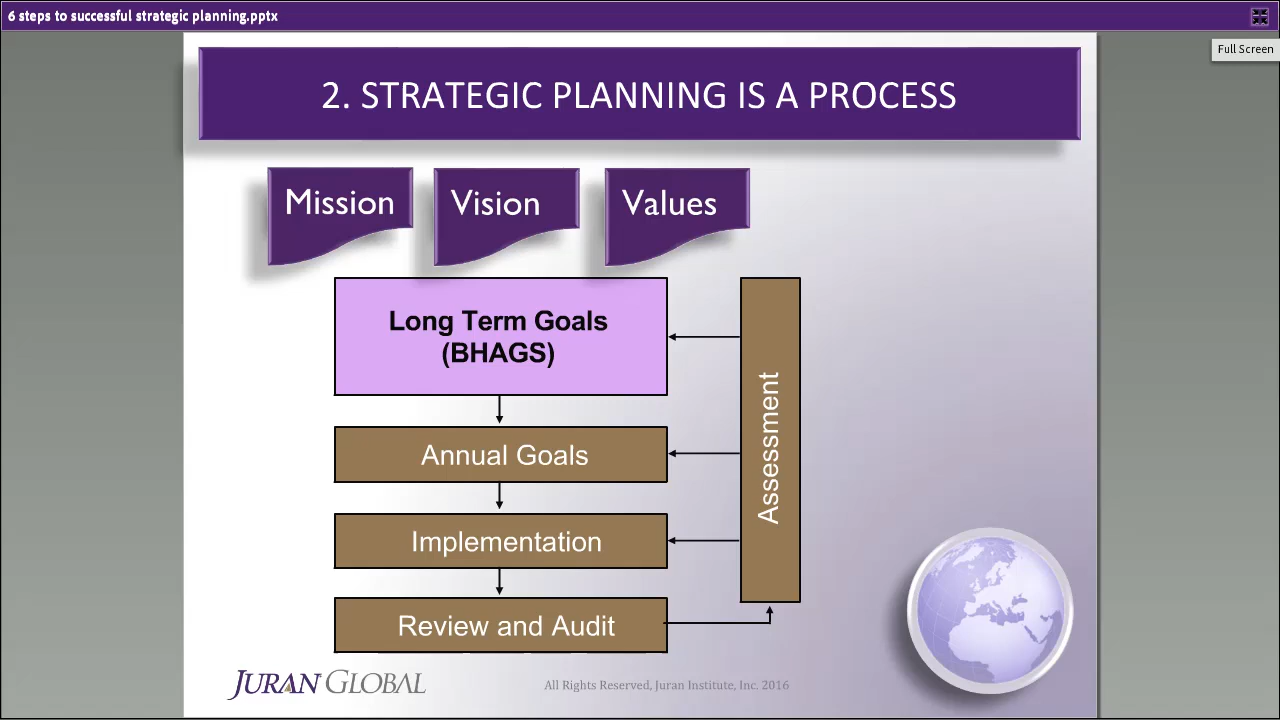 6 steps to successful strategic planning.pptx
Full Screen
2. STRATEGIC PLANNING IS A PROCESS
Mission
Vision
Values
Long Term Goals
(BHAGS)
Annual Goals
Implementation
Review and Audit
Assessment
JURAN GLOBAL
All Rights Reserved, Juran Institute, Inc. 2016